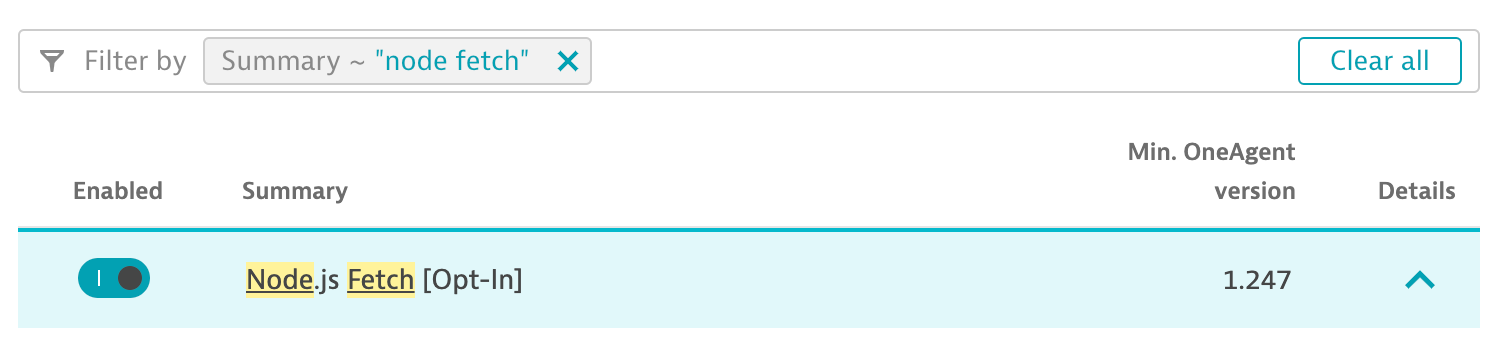 Filter by Summary ~ "node fetch" Clear all
Min. OneAgent
Enabled Summary version Details
Node.js Fetch [Opt-In] 1.247